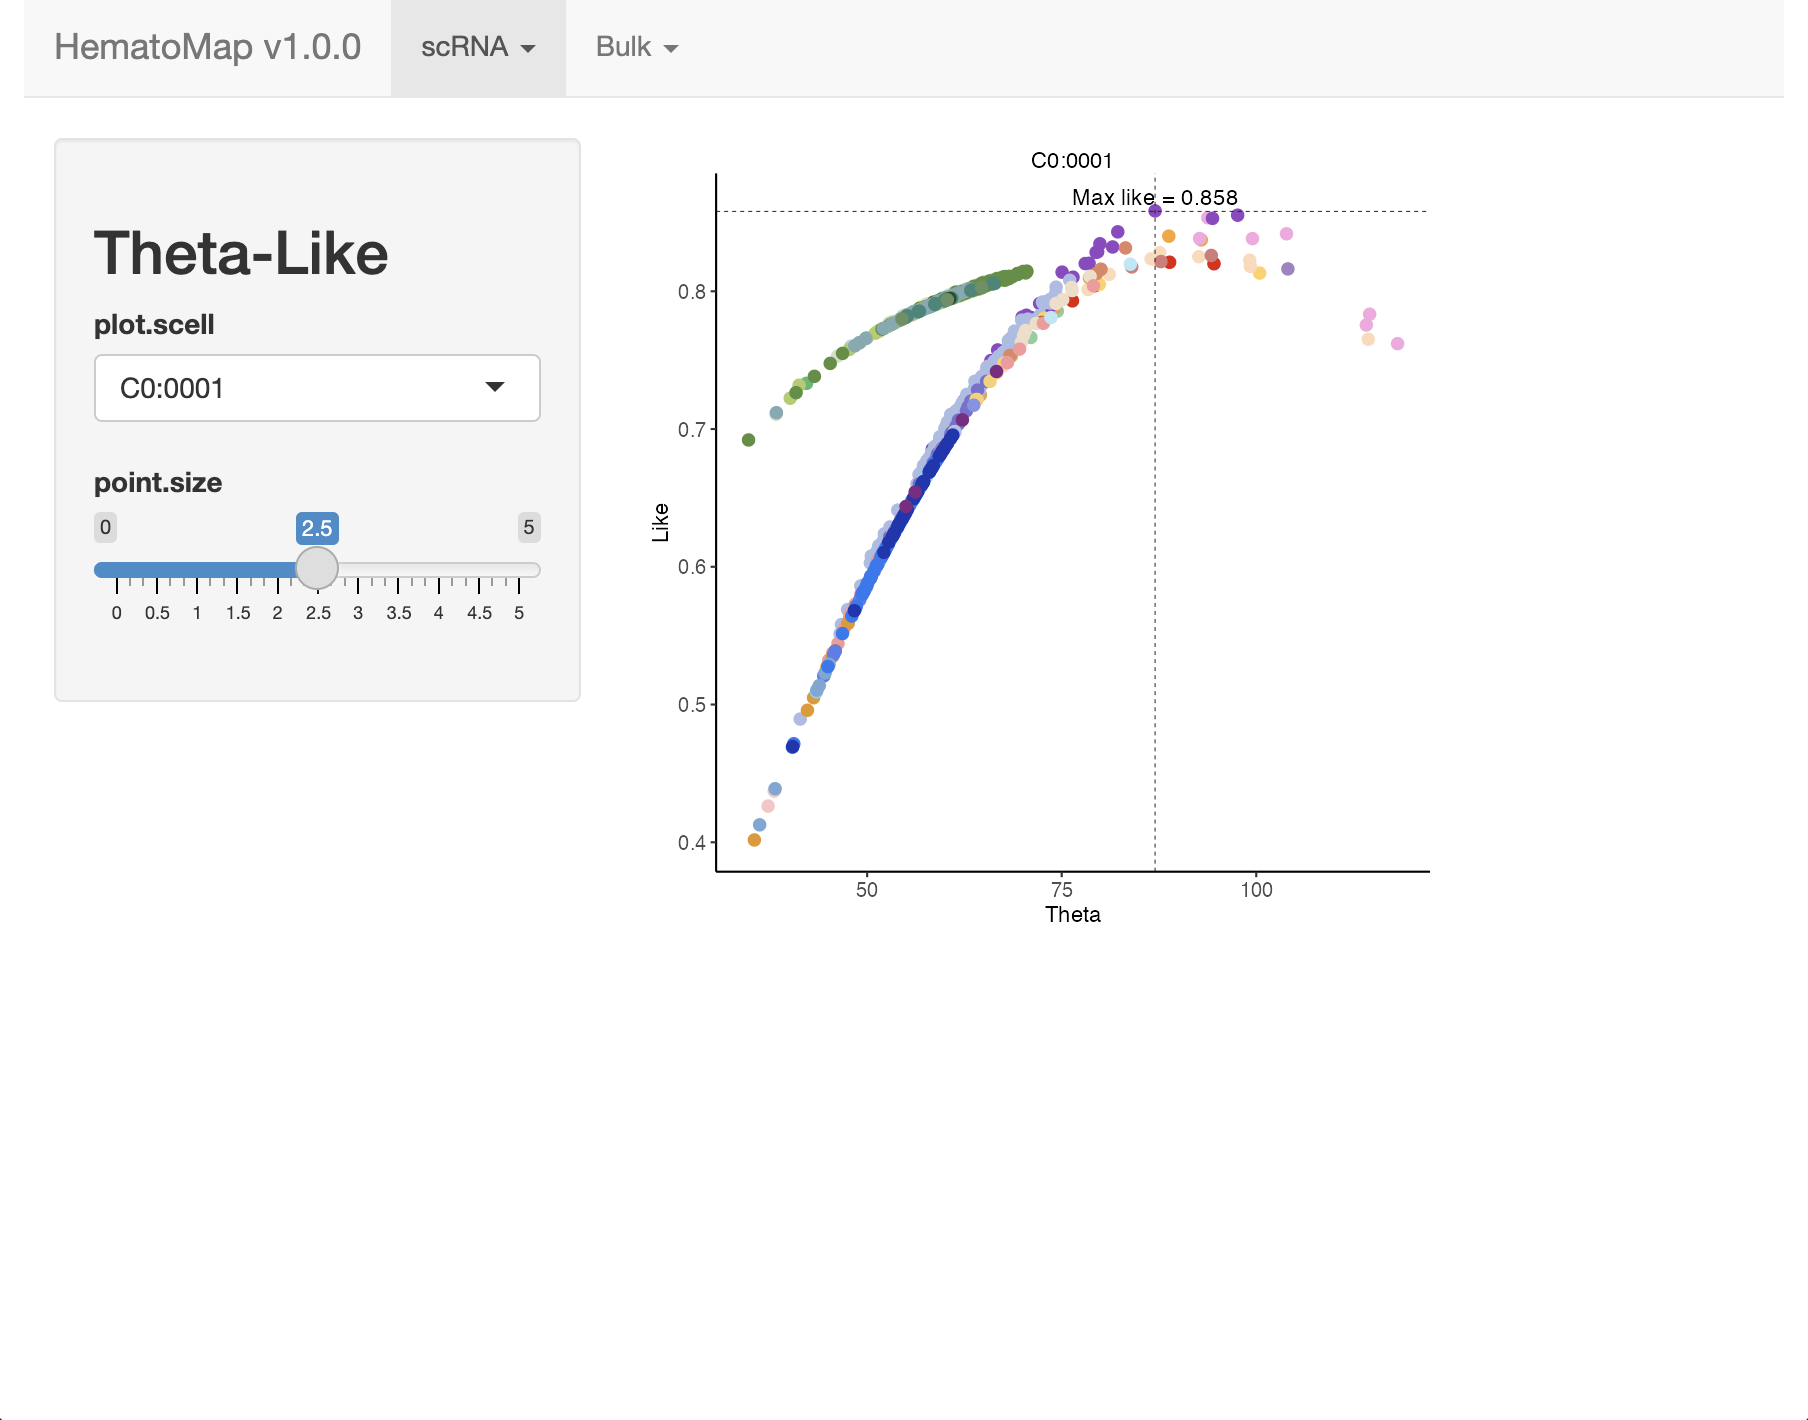 HematoMap v1.0.0 scRNA Bulk
Theta-Like
plot.scell
C0:0001
point.size
0 2.5 5
0 0.5 1 1.5 2 2.5 3 3.5 4 4.5 5
C0:0001
Max like = 0.858
Like
0.8
0.7
0.6
0.5
0.4
50 75 100
Theta